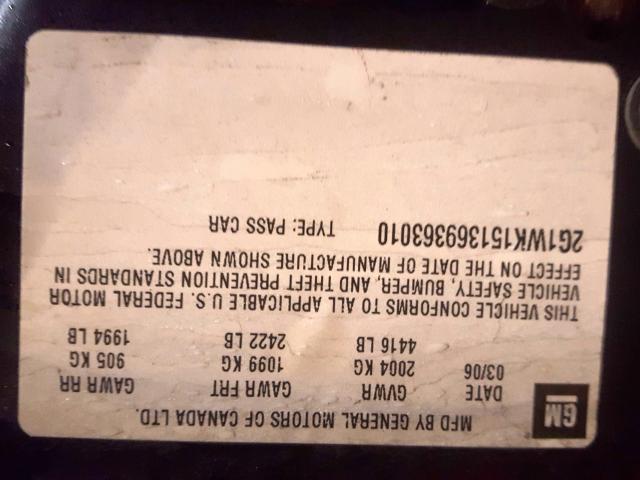 GM
MFD BY GENERAL MOTORS OF CANADA LTD.
DATE GVWR GAWR FRT GAWR RR
03/06 2004 KG 1099 KG 905 KG
4416 LB 2422 LB 1994 LB
THIS VEHICLE CONFORMS TO ALL APPLICABLE U.S. FEDERAL MOTOR
VEHICLE SAFETY, BUMPER, AND THEFT PREVENTION STANDARDS IN
EFFECT ON THE DATE OF MANUFACTURE SHOWN ABOVE.
2G1WK151369363010 TYPE: PASS CAR